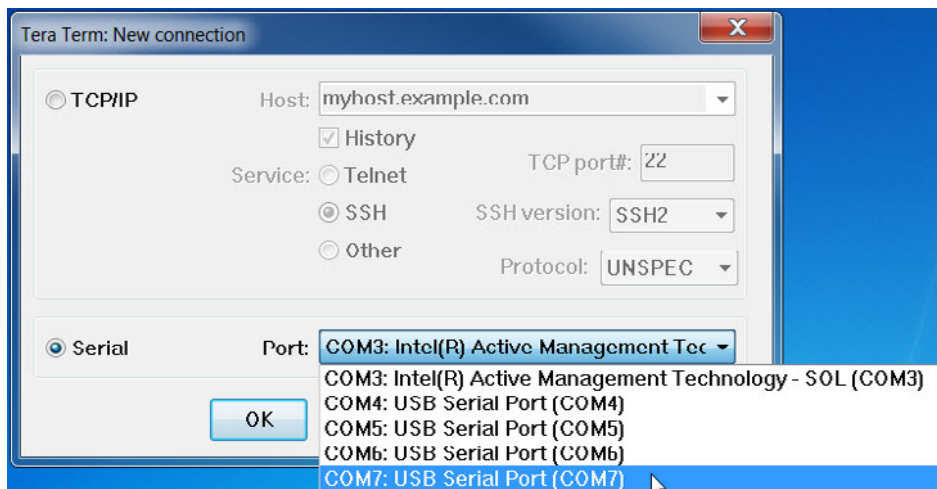 Tera Term: New connection
TCP/IP
Host: myhost.example.com
History
Service: Telnet
TCP port#: 22
SSH
SSH version: SSH2
Other
Protocol: UNSPEC
Serial
Port: COM3: Intel(R) Active Management Tec
COM3: Intel(R) Active Management Technology - SOL (COM3)
COM4: USB Serial Port (COM4)
OK
COM5: USB Serial Port (COM5)
COM6: USB Serial Port (COM6)
COM7: USB Serial Port (COM7)